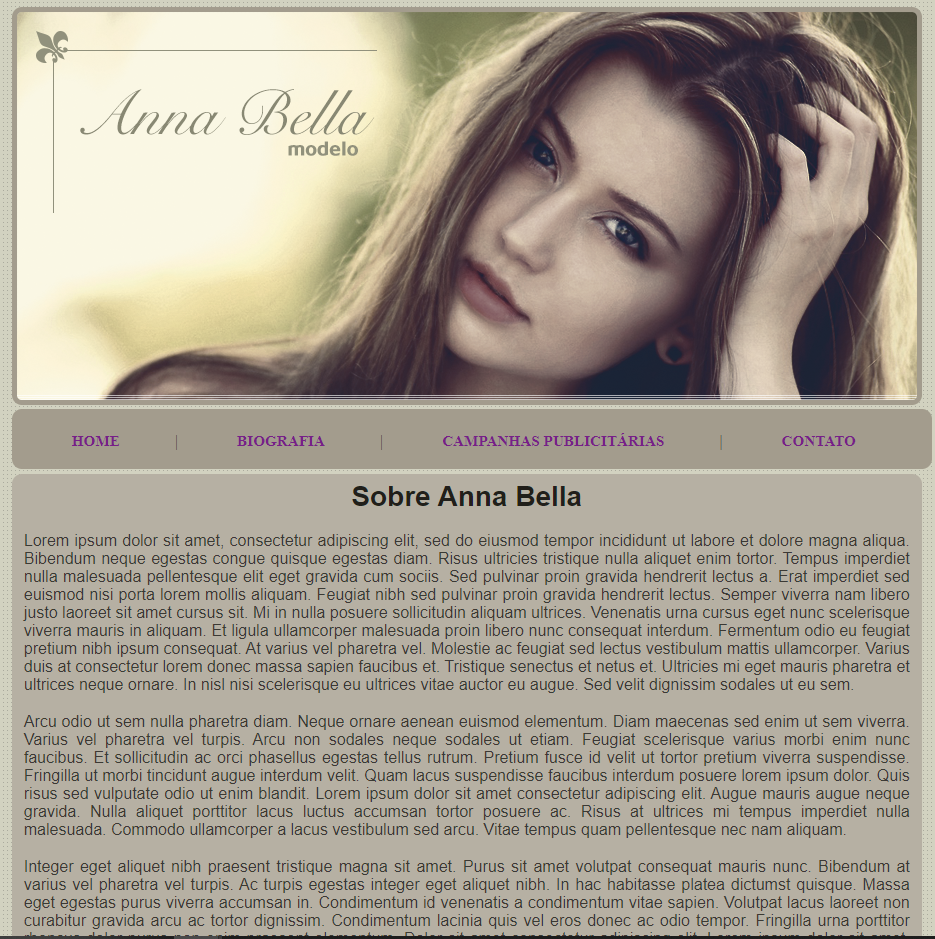 Anna Bella
modelo
HOME | BIOGRAFIA | CAMPANHAS PUBLICITÁRIAS | CONTATO
Sobre Anna Bella
Lorem ipsum dolor sit amet, consectetur adipiscing elit, sed do eiusmod tempor incididunt ut labore et dolore magna aliqua.
Bibendum neque egestas congue quisque egestas diam. Risus ultricies tristique nulla aliquet enim tortor. Tempus imperdiet
nulla malesuada pellentesque elit eget gravida cum sociis. Sed pulvinar proin gravida hendrerit lectus a. Erat imperdiet sed
euismod nisi porta lorem mollis aliquam. Feugiat nibh sed pulvinar proin gravida hendrerit lectus. Semper viverra nam libero
justo laoreet sit amet cursus sit. Mi in nulla posuere sollicitudin aliquam ultrices. Venenatis urna cursus eget nunc scelerisque
viverra mauris in aliquam. Et ligula ullamcorper malesuada proin libero nunc consequat interdum. Fermentum odio eu feugiat
pretium nibh ipsum consequat. At varius vel pharetra vel. Molestie ac feugiat sed lectus vestibulum mattis ullamcorper. Varius
duis at consectetur lorem donec massa sapien faucibus et. Tristique senectus et netus et. Ultricies mi eget mauris pharetra et
ultrices neque ornare. In nisl nisi scelerisque eu ultrices vitae auctor eu augue. Sed velit dignissim sodales ut eu sem.
Arcu odio ut sem nulla pharetra diam. Neque ornare aenean euismod elementum. Diam maecenas sed enim ut sem viverra.
Varius vel pharetra vel turpis. Arcu non sodales neque sodales ut etiam. Feugiat scelerisque varius morbi enim nunc
faucibus. Et sollicitudin ac orci phasellus egestas tellus rutrum. Pretium fusce id velit ut tortor pretium viverra suspendisse.
Fringilla ut morbi tincidunt augue interdum velit. Quam lacus suspendisse faucibus interdum posuere lorem ipsum dolor. Quis
risus sed vulputate odio ut enim blandit. Lorem ipsum dolor sit amet consectetur adipiscing elit. Augue mauris augue neque
gravida. Nulla aliquet porttitor lacus luctus accumsan tortor posuere ac. Risus at ultrices mi tempus imperdiet nulla
malesuada. Commodo ullamcorper a lacus vestibulum sed arcu. Vitae tempus quam pellentesque nec nam aliquam.
Integer eget aliquet nibh praesent tristique magna sit amet. Purus sit amet volutpat consequat mauris nunc. Bibendum at
varius vel pharetra vel turpis. Ac turpis egestas integer eget aliquet nibh. In hac habitasse platea dictumst quisque. Massa
eget egestas purus viverra accumsan in. Condimentum id venenatis a condimentum vitae sapien. Volutpat lacus laoreet non
curabitur gravida arcu ac tortor dignissim. Condimentum lacinia quis vel eros donec ac odio tempor. Fringilla urna porttitor